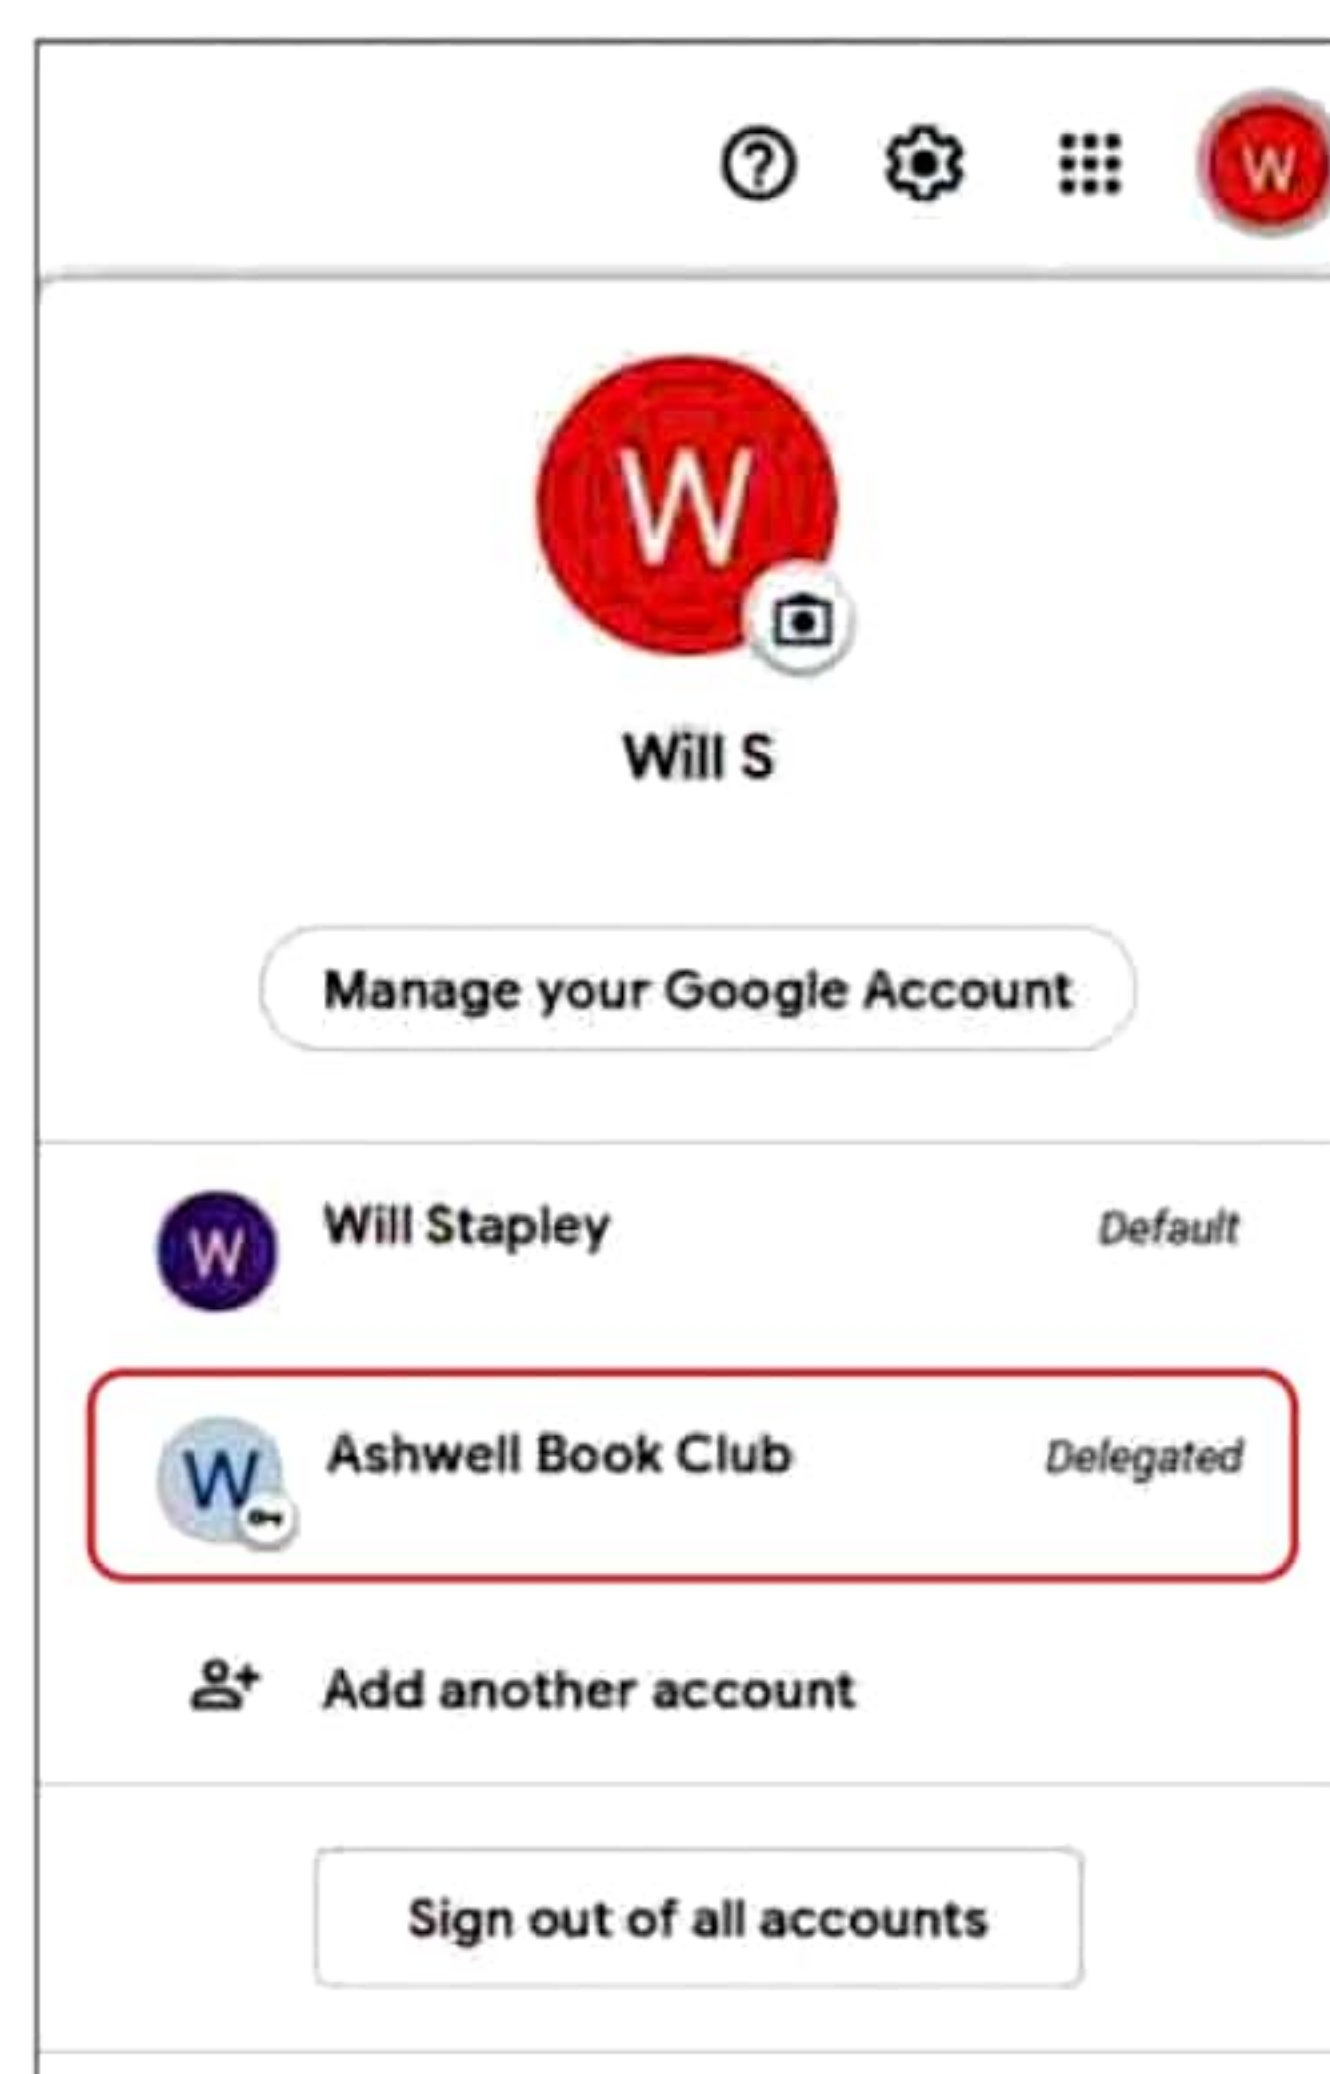 W
W
Will S
Manage your Google Account
W Will Stapley Default
W Ashwell Book Club Delegated
Add another account
Sign out of all accounts